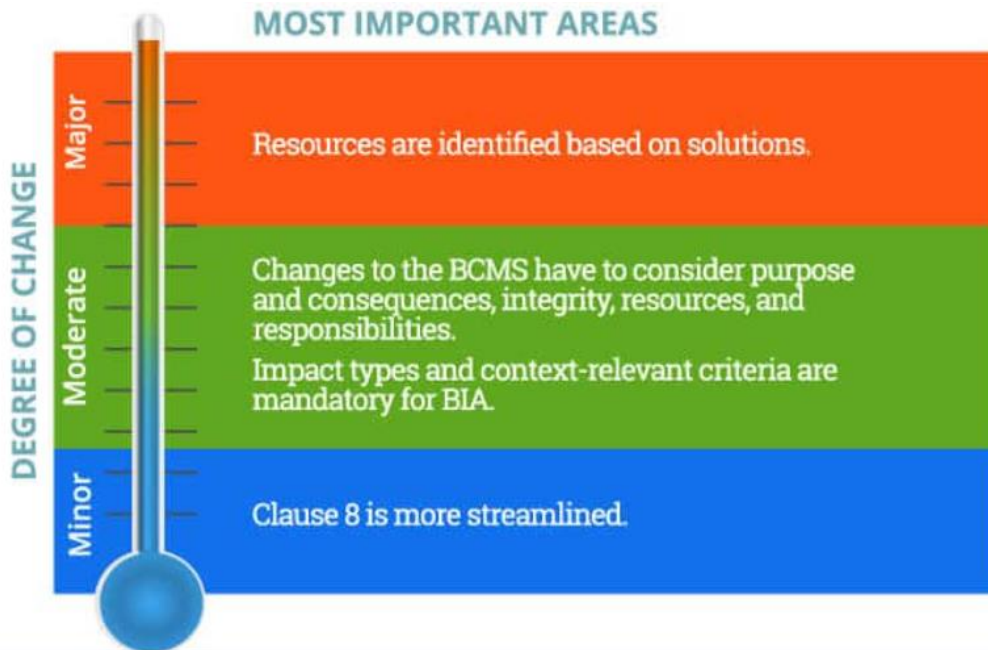 MOST IMPORTANT AREAS
DEGREE OF CHANGE
Major
Resources are identified based on solutions.
Moderate
Changes to the BCMS have to consider purpose
and consequences, integrity, resources, and
responsibilities.
Impact types and context-relevant criteria are
mandatory for BIA.
Minor
Clause 8 is more streamlined.